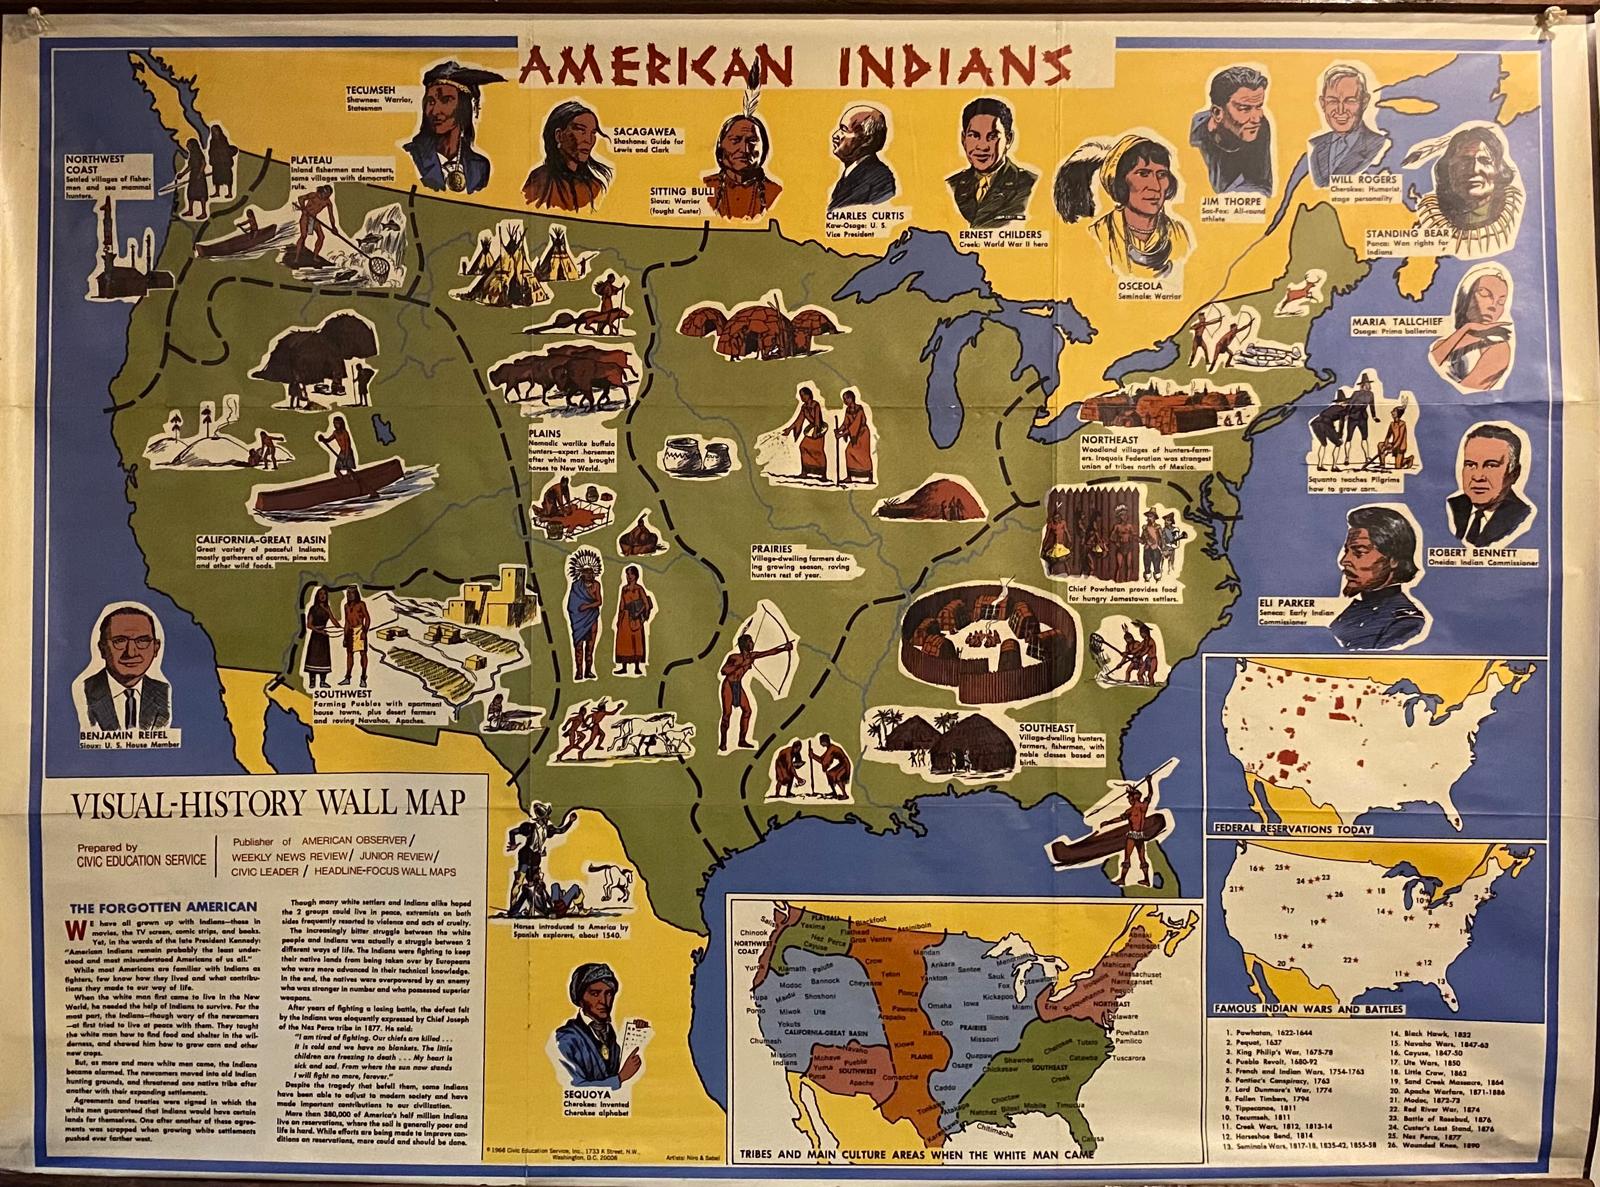 AMERICAN INDIANS
TECUMSEH
Shawnee: Warrior,
Statesman
SACAGAWEA
Shoshone: Guide for
Lewis and Clark
SITTING BULL
Sioux: Warrior
(fought Custer)
CHARLES CURTIS
Kaw-Osage: U. S.
Vice President
ERNEST CHILDERS
Creek: World War II hero
OSCEOLA
Seminole: Warrior
JIM THORPE
Sac-Fox: All-round
athlete
WILL ROGERS
Cherokee: Humorist,
stage personality
STANDING BEAR
Ponca: Won rights for
Indians
MARIA TALLCHIEF
Osage: Prima ballerina
NORTHWEST
COAST
Settled villages of fisher-
men and sea mammal
hunters.
PLATEAU
Inland fishermen and hunters,
some villages with democratic
rule.
PLAINS
Nomadic warlike buffalo
hunters—expert horsemen
after white man brought
horses to New World.
NORTHEAST
Woodland villages of hunters-farm-
ers. Iroquois Federation was strongest
union of tribes north of Mexico.
Squanto teaches Pilgrims
how to grow corn.
ROBERT BENNETT
Oneida: Indian Commissioner
CALIFORNIA-GREAT BASIN
Great variety of peaceful Indians,
mostly gatherers of acorns, pine nuts,
and other wild foods.
PRAIRIES
Village-dwelling farmers dur-
ing growing season, roving
hunters rest of year.
Chief Powhatan provides food
for hungry Jamestown settlers.
ELI PARKER
Seneca: Early Indian
Commissioner
SOUTHWEST
Farming Pueblos with apartment
house towns, plus desert farmers
and roving Navahos, Apaches.
SOUTHEAST
Village-dwelling hunters,
farmers, fishermen, with
noble classes based on
birth.
BENJAMIN REIFEL
Sioux: U. S. House Member
Horses introduced to America by
Spanish explorers, about 1540.
SEQUOYA
Cherokee: Invented
Cherokee alphabet
© 1968 Civic Education Service, Inc., 1733 K Street, N.W.,
Washington, D.C. 20006
Artists: Niro & Sabel
VISUAL-HISTORY WALL MAP
Prepared by
CIVIC EDUCATION SERVICE
Publisher of AMERICAN OBSERVER/
WEEKLY NEWS REVIEW/ JUNIOR REVIEW/
CIVIC LEADER / HEADLINE-FOCUS WALL MAPS
THE FORGOTTEN AMERICAN
WE have all grown up with Indians—those in
movies, the TV screen, comic strips, and books.
Yet, in the words of the late President Kennedy:
"American Indians remain probably the least under-
stood and most misunderstood Americans of us all."
While most Americans are familiar with Indians as
fighters, few know how they lived and what contribu-
tions they made to our way of life.
When the white man first came to live in the New
World, he needed the help of Indians to survive. For the
most part, the Indians—though wary of the newcomers
—at first tried to live at peace with them. They taught
the white man how to find food and shelter in the wil-
derness, and showed him how to grow corn and other
new crops.
But, as more and more white men came, the Indians
became alarmed. The newcomers moved into old Indian
hunting grounds, and threatened one native tribe after
another with their expanding settlements.
Agreements and treaties were signed in which the
white men guaranteed that Indians would have certain
lands for themselves. One after another of these agree-
ments was scrapped when growing white settlements
pushed ever farther west.
Though many white settlers and Indians alike hoped
the 2 groups could live in peace, extremists on both
sides frequently resorted to violence and acts of cruelty.
The increasingly bitter struggle between the white
people and Indians was actually a struggle between 2
different ways of life. The Indians were fighting to keep
their native lands from being taken over by Europeans
who were more advanced in their technical knowledge.
In the end, the natives were overpowered by an enemy
who was stronger in number and who possessed superior
weapons.
After years of fighting a losing battle, the defeat felt
by the Indians was eloquently expressed by Chief Joseph
of the Nez Perce tribe in 1877. He said:
"I am tired of fighting. Our chiefs are killed . . .
It is cold and we have no blankets. The little
children are freezing to death . . . My heart is
sick and sad. From where the sun now stands
I will fight no more, forever."
Despite the tragedy that befell them, some Indians
have been able to adjust to modern society and have
made important contributions to our civilization.
More than 380,000 of America's half million Indians
live on reservations, where the soil is generally poor and
life is hard. While efforts are being made to improve con-
ditions on reservations, more could and should be done.
PLATEAU
Yakima
Nez Perce
Cayuse
Flathead
Blackfoot
Gros Ventre
Assiniboin
Chinook
NORTHWEST
COAST
Yurok
Hupa
Pomo
Klamath
Modoc
Maidu
Miwok
Yokuts
Chumash
Mission
Indians
Paiute
Bannock
Shoshoni
Ute
CALIFORNIA-GREAT BASIN
Mohave
Yuma
Pima
Navaho
Pueblo
SOUTHWEST
Apache
Crow
Teton
Cheyenne
Ponca
Pawnee
Arapaho
Kiowa
PLAINS
Comanche
Mandan
Arikara
Yankton
Santee
Omaha
Iowa
Oto
Kansa
PRAIRIES
Missouri
Osage
Quapaw
Caddo
Sauk
Fox
Kickapoo
Illinois
Miami
Potawatomi
Erie
Iroquois
Susquehanna
Abnaki
Penobscot
Pennacook
Mahican
Massachuset
Narraganset
Pequot
NORTHEAST
Delaware
Powhatan
Pamlico
Tuscarora
Shawnee
Chickasaw
Cherokee
Tutelo
Catawba
SOUTHEAST
Creek
Choctaw
Natchez
Biloxi
Mobile
Timucua
Calusa
Chitimacha
Atakapa
Tonkawa
Karankawa
TRIBES AND MAIN CULTURE AREAS WHEN THE WHITE MAN CAME
FEDERAL RESERVATIONS TODAY
16
25
24
23
21
26
18
17
19
14
10
9
15
4
20
22
11
12
13
FAMOUS INDIAN WARS AND BATTLES
1. Powhatan, 1622-1644
2. Pequot, 1637
3. King Philip's War, 1675-78
4. Pueblo Revolt, 1680-92
5. French and Indian Wars, 1754-1763
6. Pontiac's Conspiracy, 1763
7. Lord Dunmore's War, 1774
8. Fallen Timbers, 1794
9. Tippecanoe, 1811
10. Tecumseh, 1811
11. Creek Wars, 1812, 1813-14
12. Horseshoe Bend, 1814
13. Seminole Wars, 1817-18, 1835-42, 1855-58
14. Black Hawk, 1832
15. Navaho Wars, 1847-63
16. Cayuse, 1847-50
17. Ute Wars, 1850
18. Little Crow, 1862
19. Sand Creek Massacre, 1864
20. Apache Warfare, 1871-1886
21. Modoc, 1872-73
22. Red River War, 1874
23. Battle of Rosebud, 1876
24. Custer's Last Stand, 1876
25. Nez Perce, 1877
26. Wounded Knee, 1890